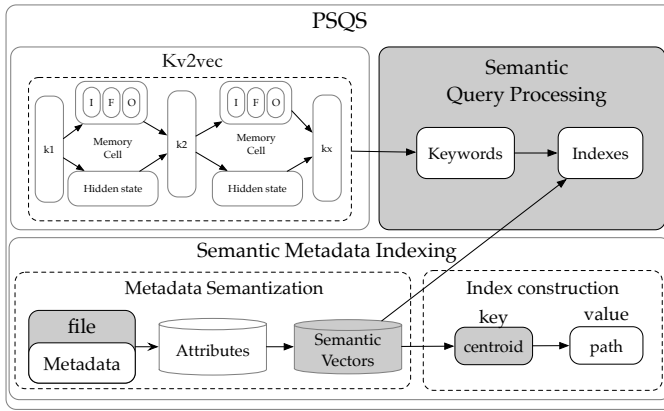 PSQS
Kv2vec
I F O
I F O
k1
Memory
Cell
k2
Memory
Cell
kx
Hidden state
Hidden state
Semantic
Query Processing
Keywords
Indexes
Semantic Metadata Indexing
Metadata Semantization
file
Metadata
Attributes
Semantic
Vectors
Index construction
key
value
centroid
path